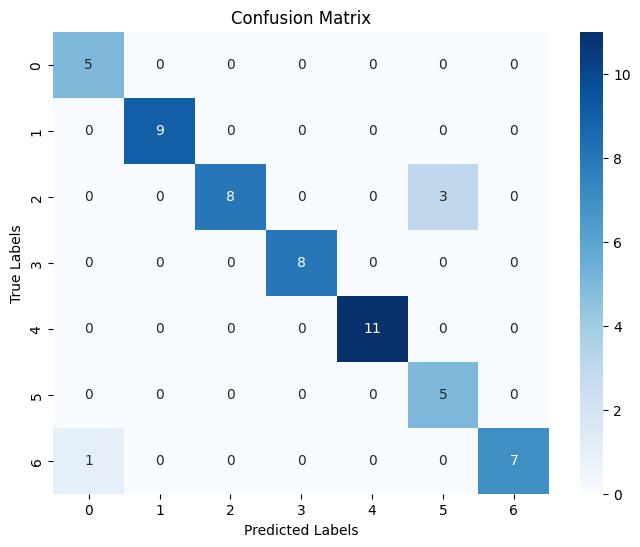 Confusion Matrix
True Labels
0 5 0 0 0 0 0 0
1 0 9 0 0 0 0 0
2 0 0 8 0 0 3 0
3 0 0 0 8 0 0 0
4 0 0 0 0 11 0 0
5 0 0 0 0 0 5 0
6 1 0 0 0 0 0 7
0 1 2 3 4 5 6
Predicted Labels
10
8
6
4
2
0